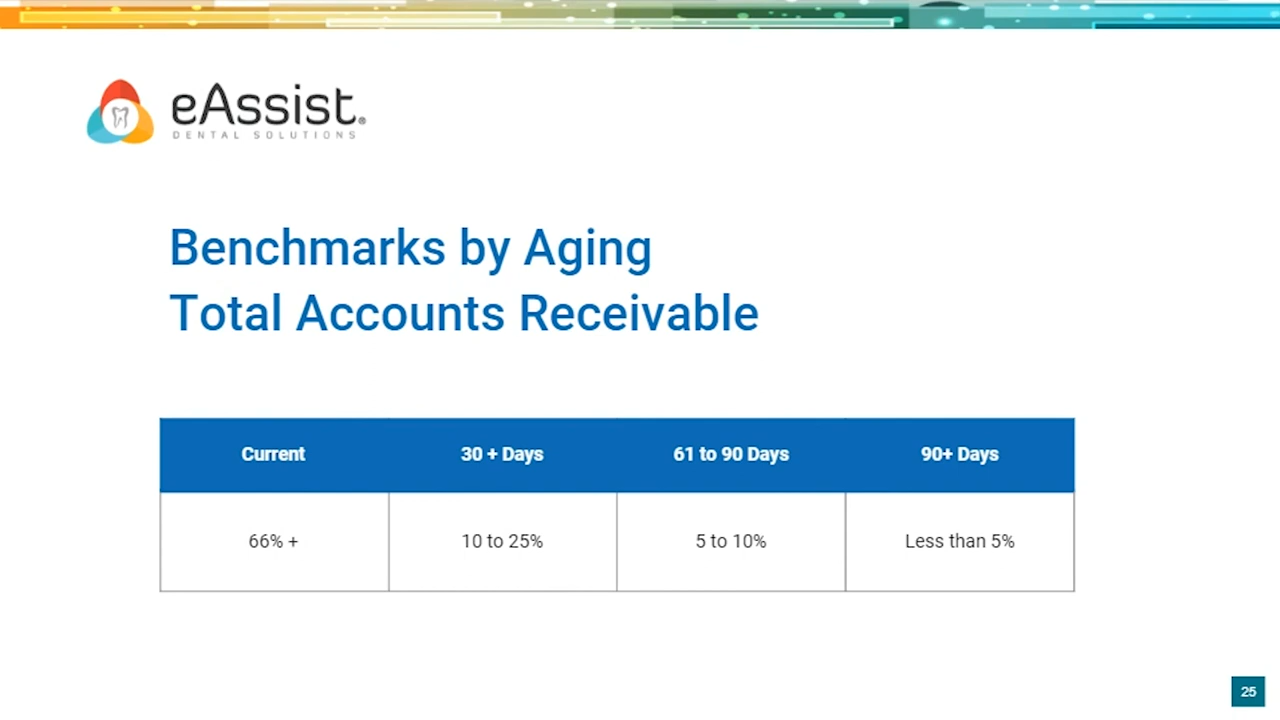 eAssist®
DENTAL SOLUTIONS
Benchmarks by Aging
Total Accounts Receivable
Current 30 + Days 61 to 90 Days 90+ Days
66% + 10 to 25% 5 to 10% Less than 5%
25